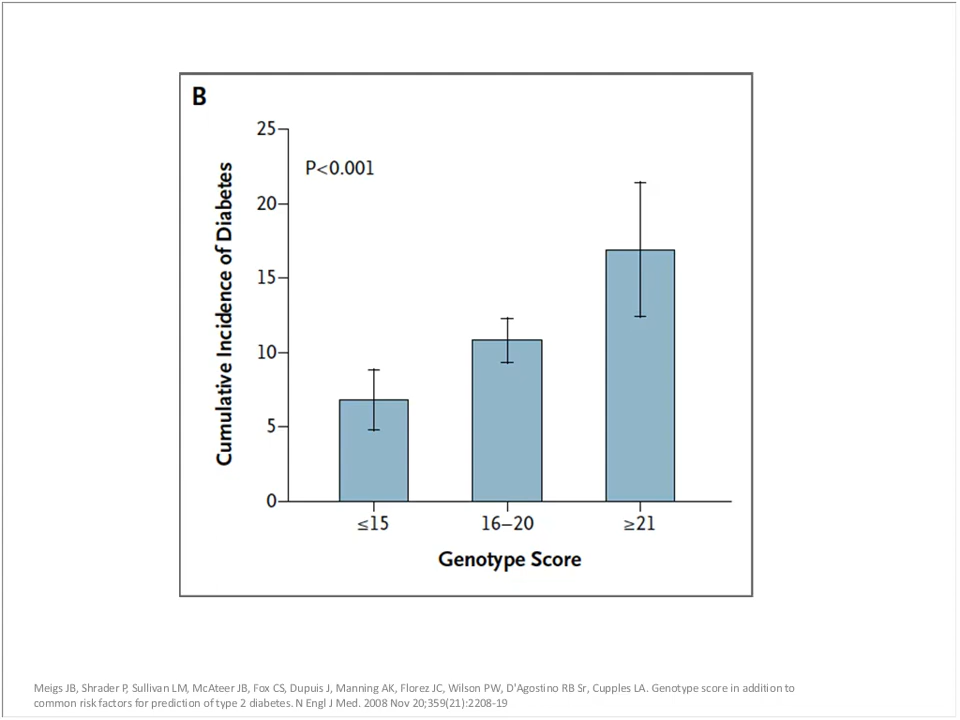 B
25
P<0.001
20
15
10
5
0
Cumulative Incidence of Diabetes
≤15 16–20 ≥21
Genotype Score
Meigs JB, Shrader P, Sullivan LM, McAteer JB, Fox CS, Dupuis J, Manning AK, Florez JC, Wilson PW, D'Agostino RB Sr, Cupples LA. Genotype score in addition to
common risk factors for prediction of type 2 diabetes. N Engl J Med. 2008 Nov 20;359(21):2208-19